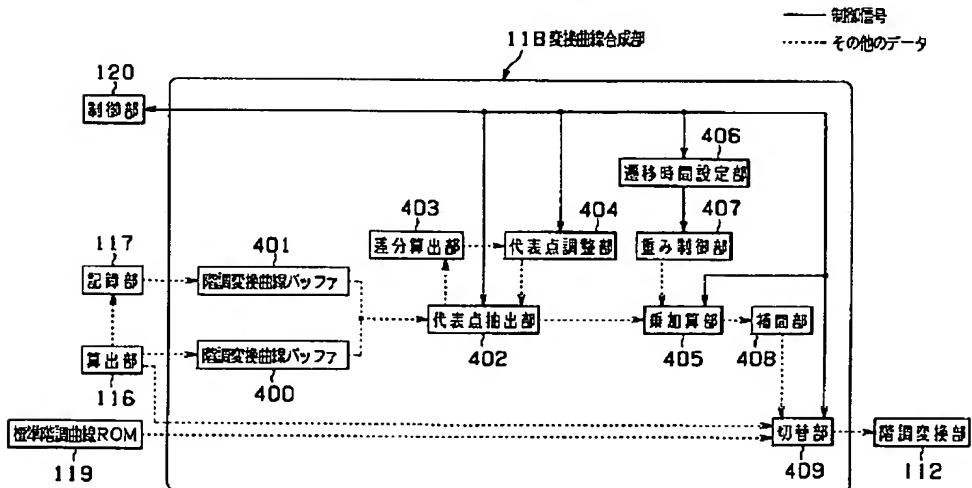 制御信号
その他のデータ
118変換曲線合成部
120
制御部
406
遷移時間設定部
403
404
407
差分算出部
代表点調整部
重み制御部
117
401
記録部
階調変換曲線バッファ
代表点抽出部
乗加算部
補間部
402
405
408
算出部
階調変換曲線バッファ
116
400
標準階調曲線ROM
切替部
階調変換部
119
409
112